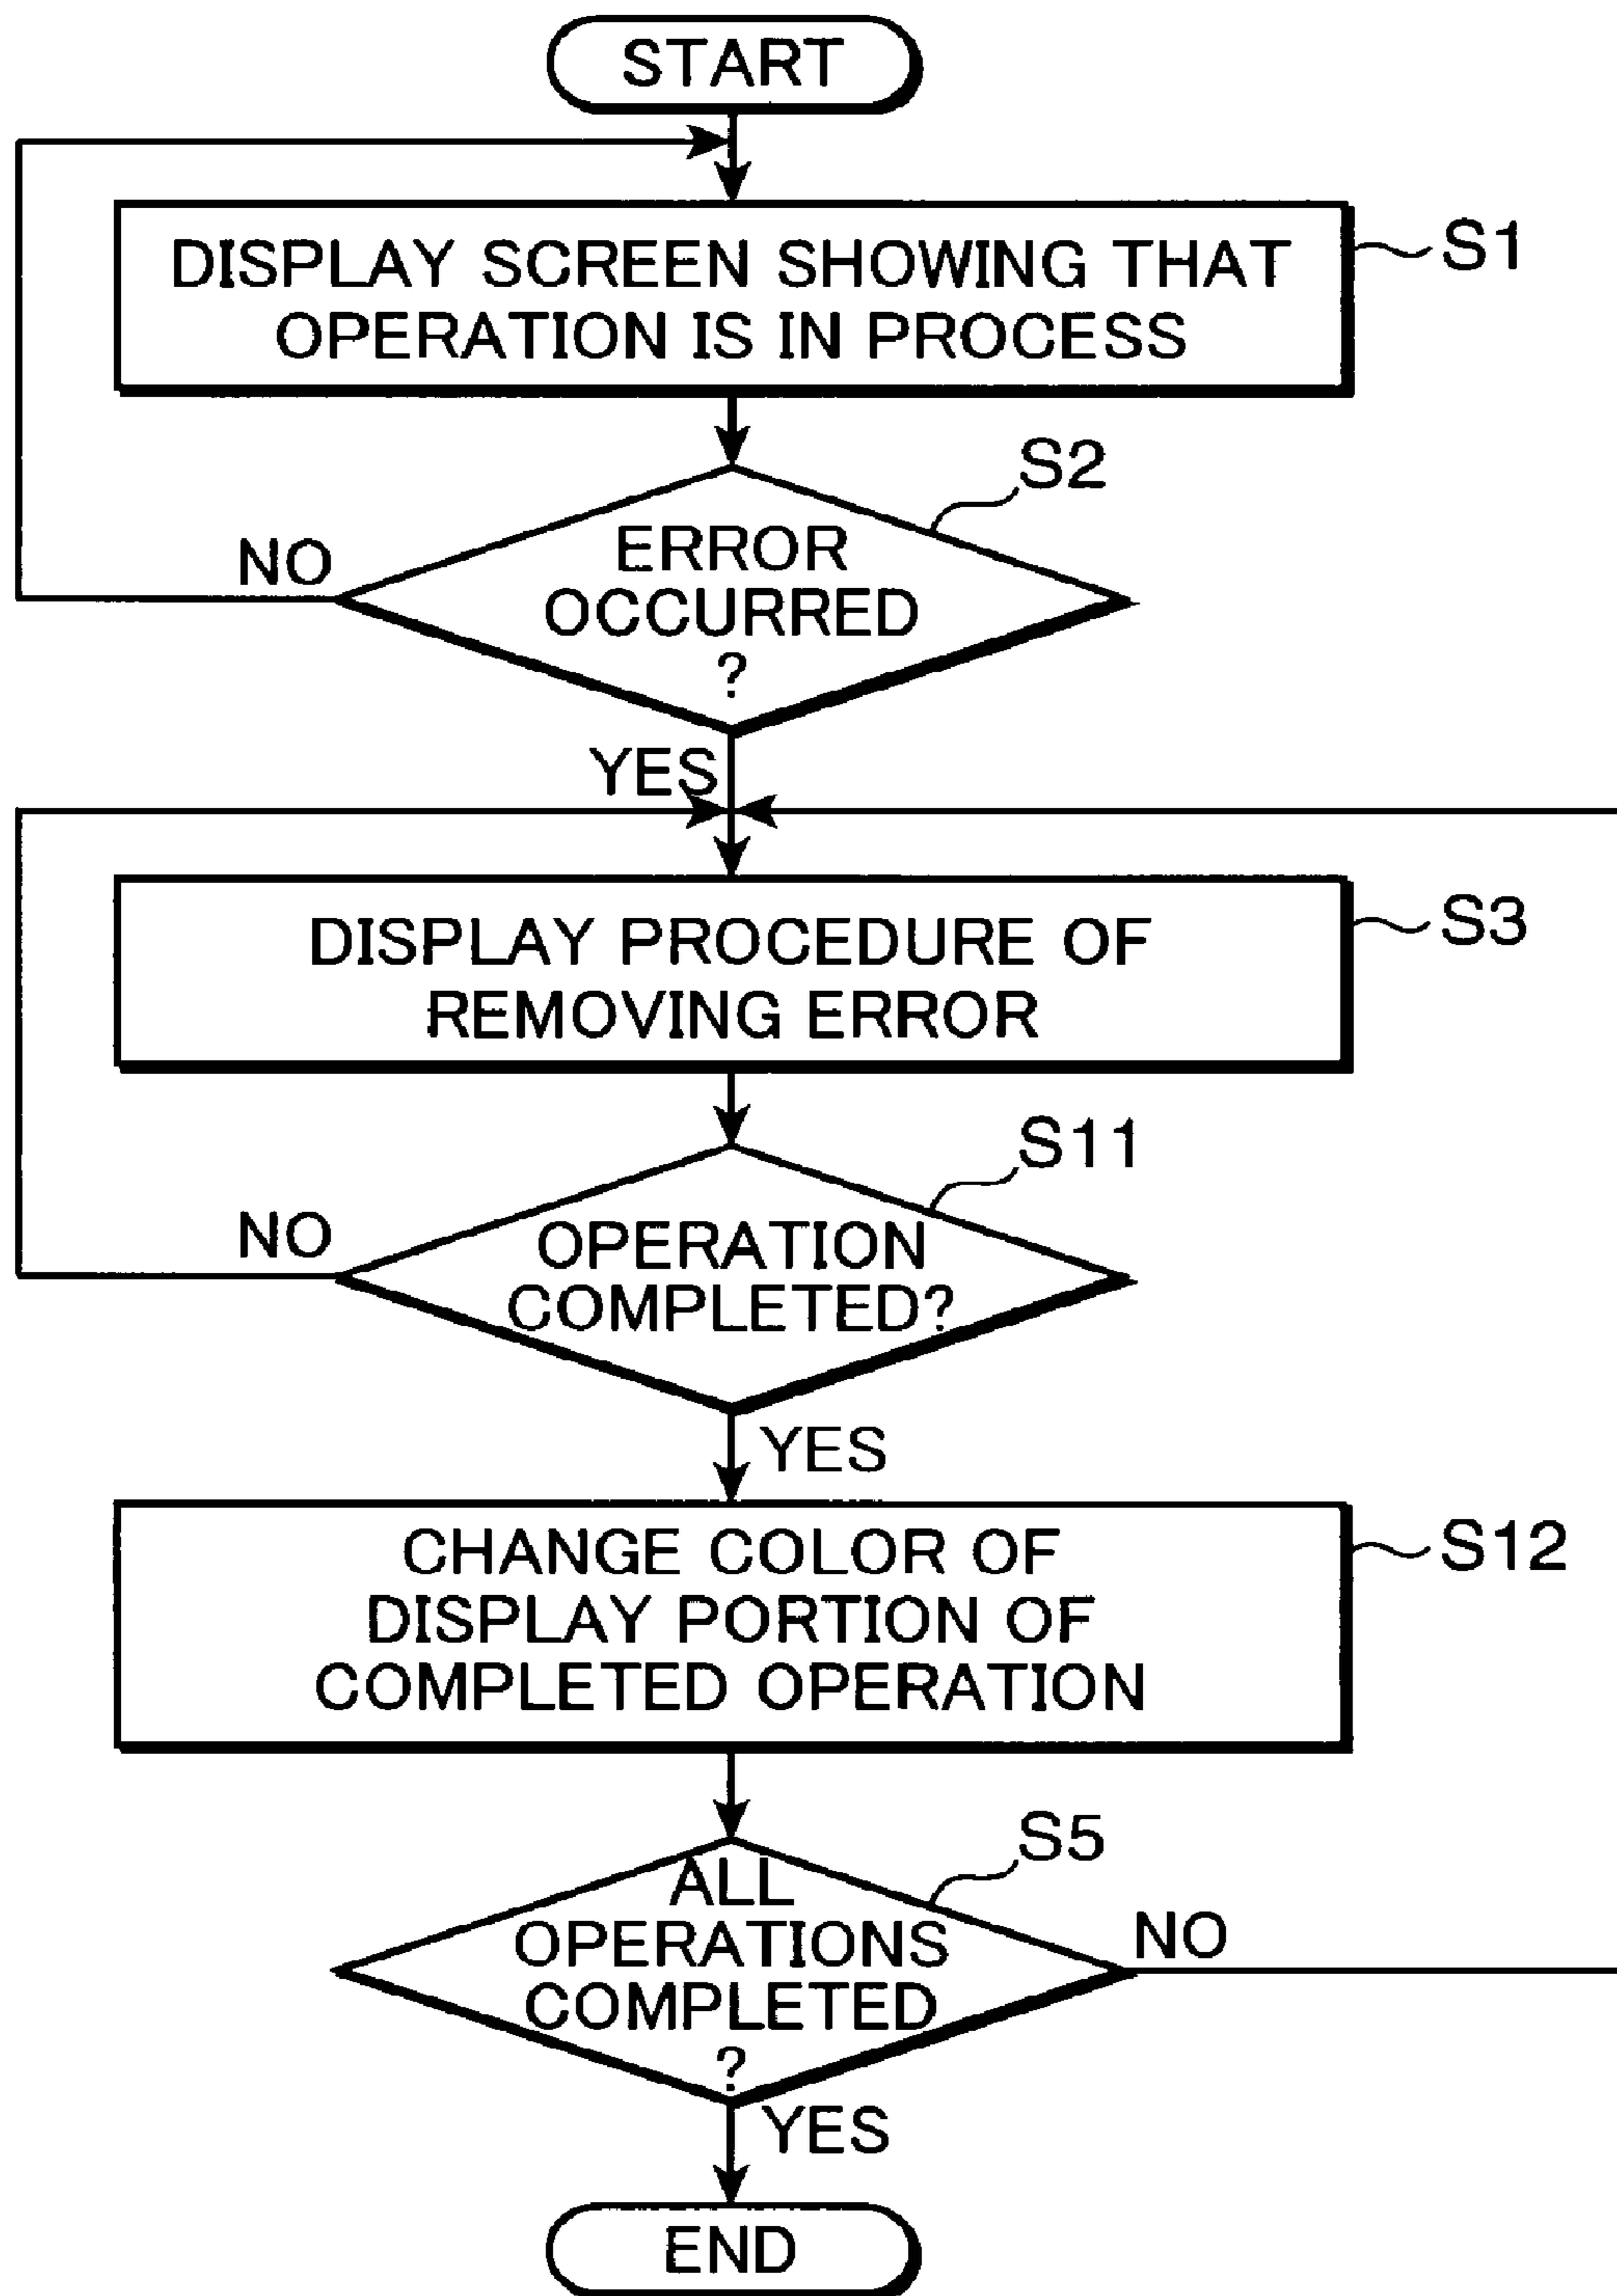 START
DISPLAY SCREEN SHOWING THAT
OPERATION IS IN PROCESS
S1
S2
ERROR
OCCURRED
?
NO
YES
DISPLAY PROCEDURE OF
REMOVING ERROR
S3
S11
OPERATION
COMPLETED?
NO
YES
CHANGE COLOR OF
DISPLAY PORTION OF
COMPLETED OPERATION
S12
S5
ALL
OPERATIONS
COMPLETED
?
NO
YES
END